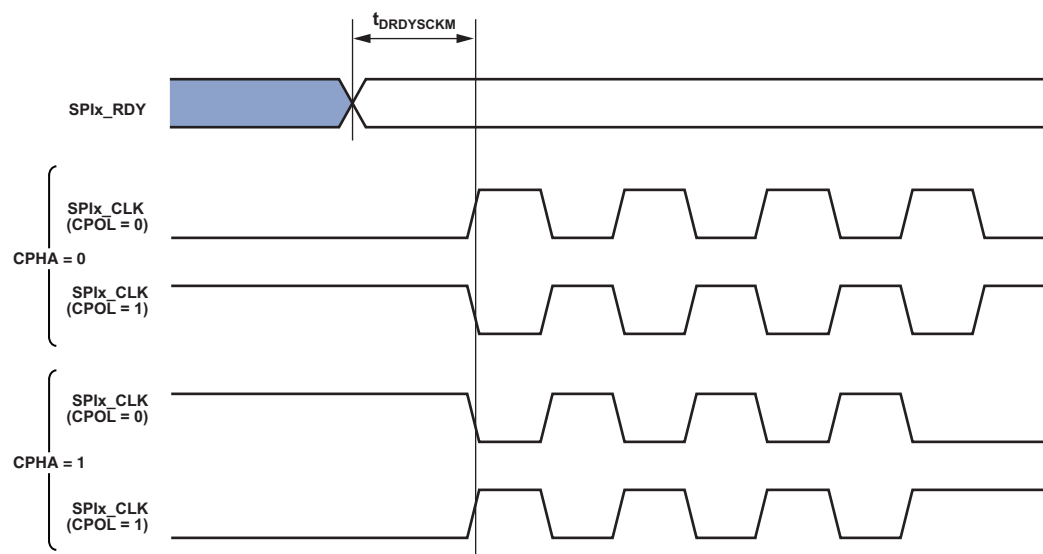 tDRDYSCKM
SPIx_RDY
SPIx_CLK
(CPOL = 0)
CPHA = 0
SPIx_CLK
(CPOL = 1)
SPIx_CLK
(CPOL = 0)
CPHA = 1
SPIx_CLK
(CPOL = 1)